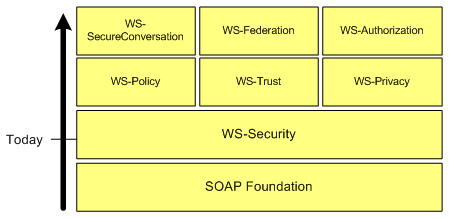 WS-
SecureConversation
WS-Federation
WS-Authorization
WS-Policy
WS-Trust
WS-Privacy
Today
WS-Security
SOAP Foundation